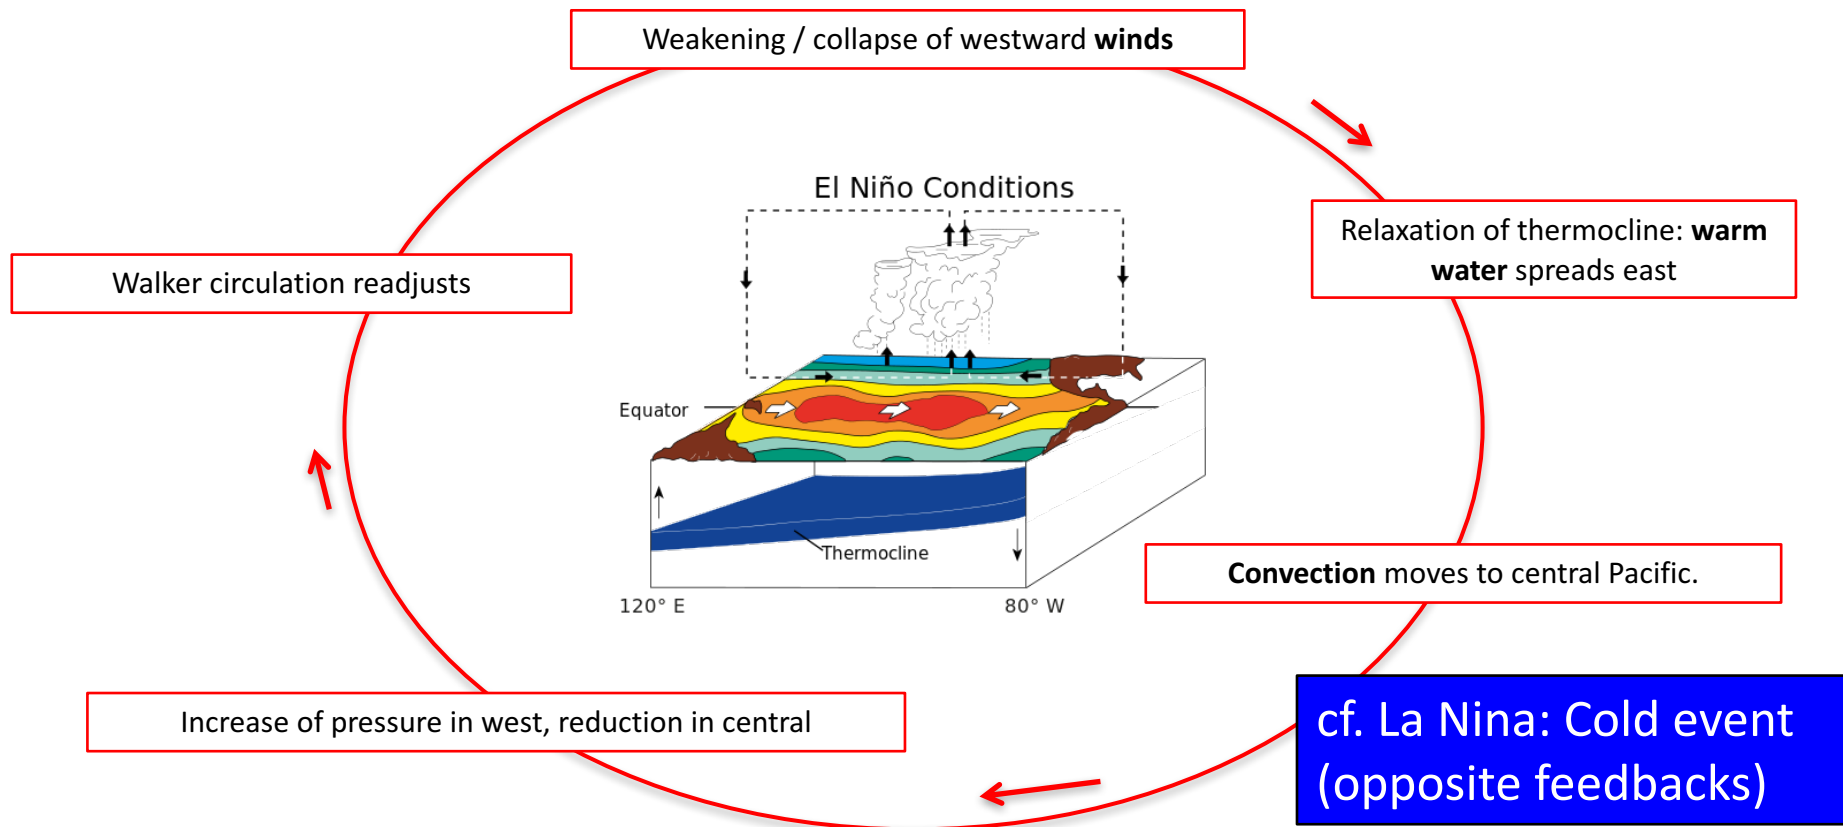 Weakening / collapse of westward winds
El Niño Conditions
Relaxation of thermocline: warm
water spreads east
Walker circulation readjusts
Equator
Thermocline
Convection moves to central Pacific.
120° E
80° W
Increase of pressure in west, reduction in central
cf. La Nina: Cold event
(opposite feedbacks)